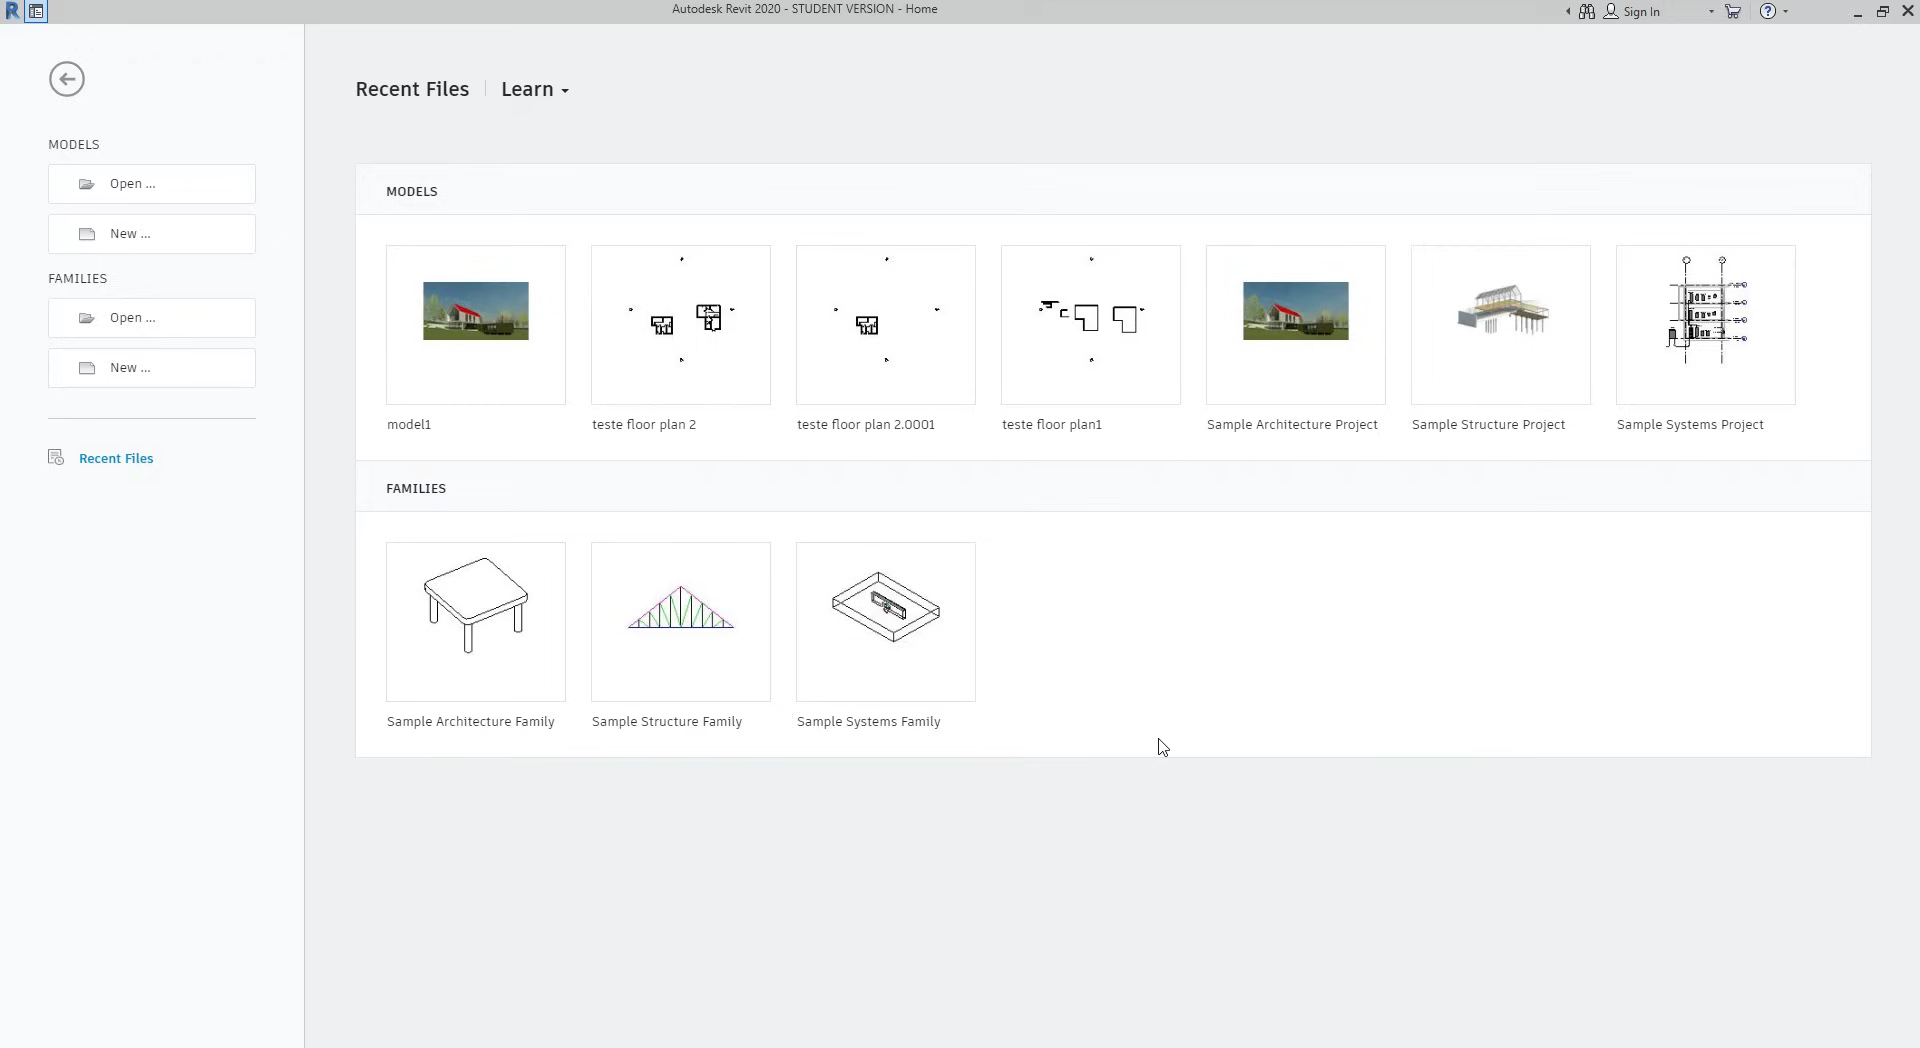 Autodesk Revit 2020 - STUDENT VERSION - Home
Sign In
Recent Files
Learn
MODELS
Open ...
New ...
FAMILIES
Open ...
New ...
Recent Files
MODELS
model1
teste floor plan 2
teste floor plan 2.0001
teste floor plan1
Sample Architecture Project
Sample Structure Project
Sample Systems Project
FAMILIES
Sample Architecture Family
Sample Structure Family
Sample Systems Family